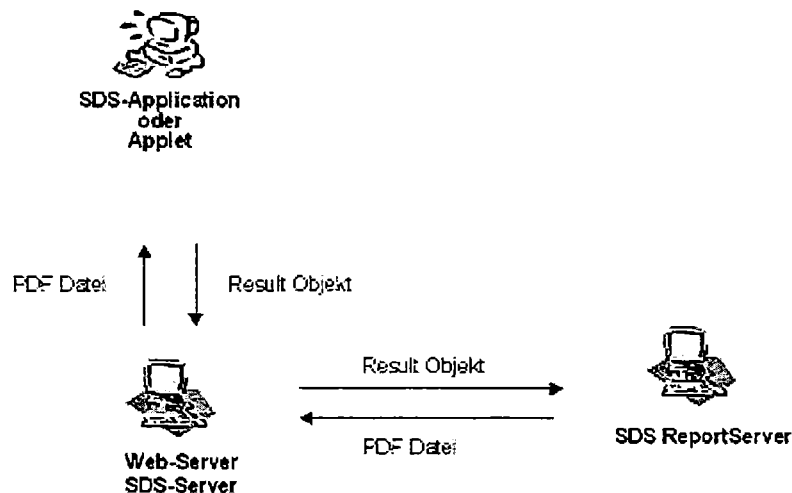 SDS-Application
oder
Applet
PDF Datei
Result Objekt
Result Objekt
PDF Datei
SDS ReportServer
Web-Server
SDS-Server